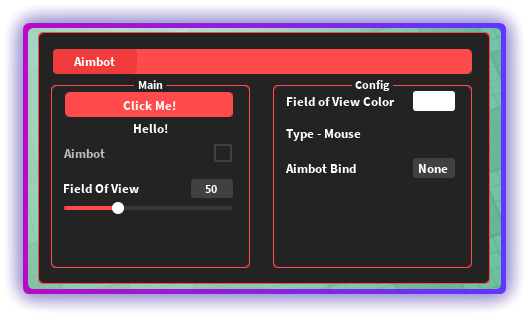 Aimbot
Main
Click Me!
Hello!
Aimbot
Field Of View 50
Config
Field of View Color
Type - Mouse
Aimbot Bind None